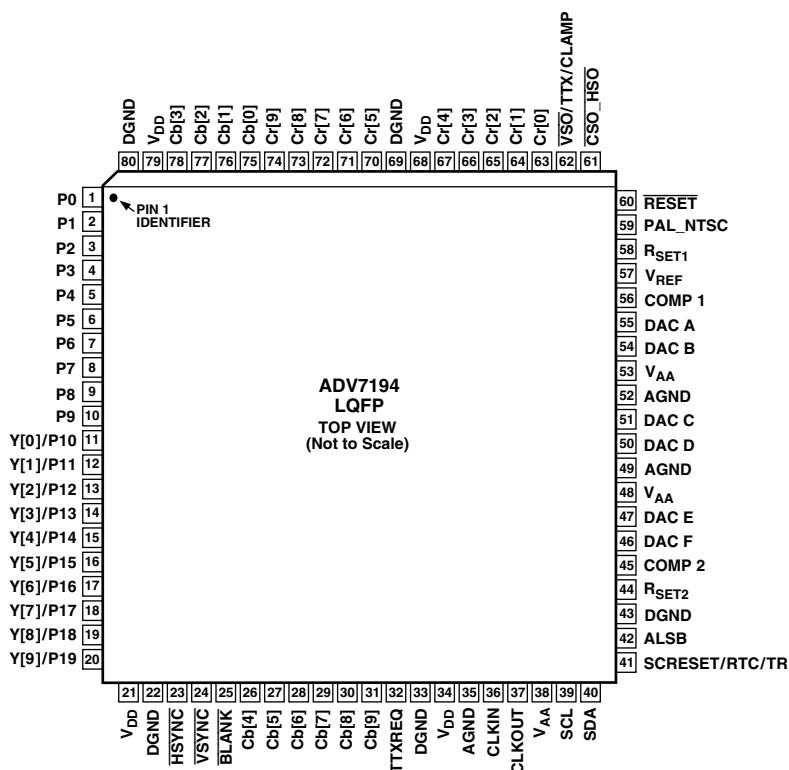 DGND
VDD
Cb[3]
Cb[2]
Cb[1]
Cb[0]
Cr[9]
Cr[8]
Cr[7]
Cr[6]
Cr[5]
DGND
VDD
Cr[4]
Cr[3]
Cr[2]
Cr[1]
Cr[0]
VSO/TTX/CLAMP
CSO_HSO
80 79 78 77 76 75 74 73 72 71 70 69 68 67 66 65 64 63 62 61
P0 1
P1 2
P2 3
P3 4
P4 5
P5 6
P6 7
P7 8
P8 9
P9 10
Y[0]/P10 11
Y[1]/P11 12
Y[2]/P12 13
Y[3]/P13 14
Y[4]/P14 15
Y[5]/P15 16
Y[6]/P16 17
Y[7]/P17 18
Y[8]/P18 19
Y[9]/P19 20
PIN 1
IDENTIFIER
ADV7194
LQFP
TOP VIEW
(Not to Scale)
60 RESET
59 PAL_NTSC
58 RSET1
57 VREF
56 COMP 1
55 DAC A
54 DAC B
53 VAA
52 AGND
51 DAC C
50 DAC D
49 AGND
48 VAA
47 DAC E
46 DAC F
45 COMP 2
44 RSET2
43 DGND
42 ALSB
41 SCRESET/RTC/TR
21 22 23 24 25 26 27 28 29 30 31 32 33 34 35 36 37 38 39 40
VDD
DGND
HSYNC
VSYNC
BLANK
Cb[4]
Cb[5]
Cb[6]
Cb[7]
Cb[8]
Cb[9]
TTXREQ
DGND
VDD
AGND
CLKIN
CLKOUT
VAA
SCL
SDA